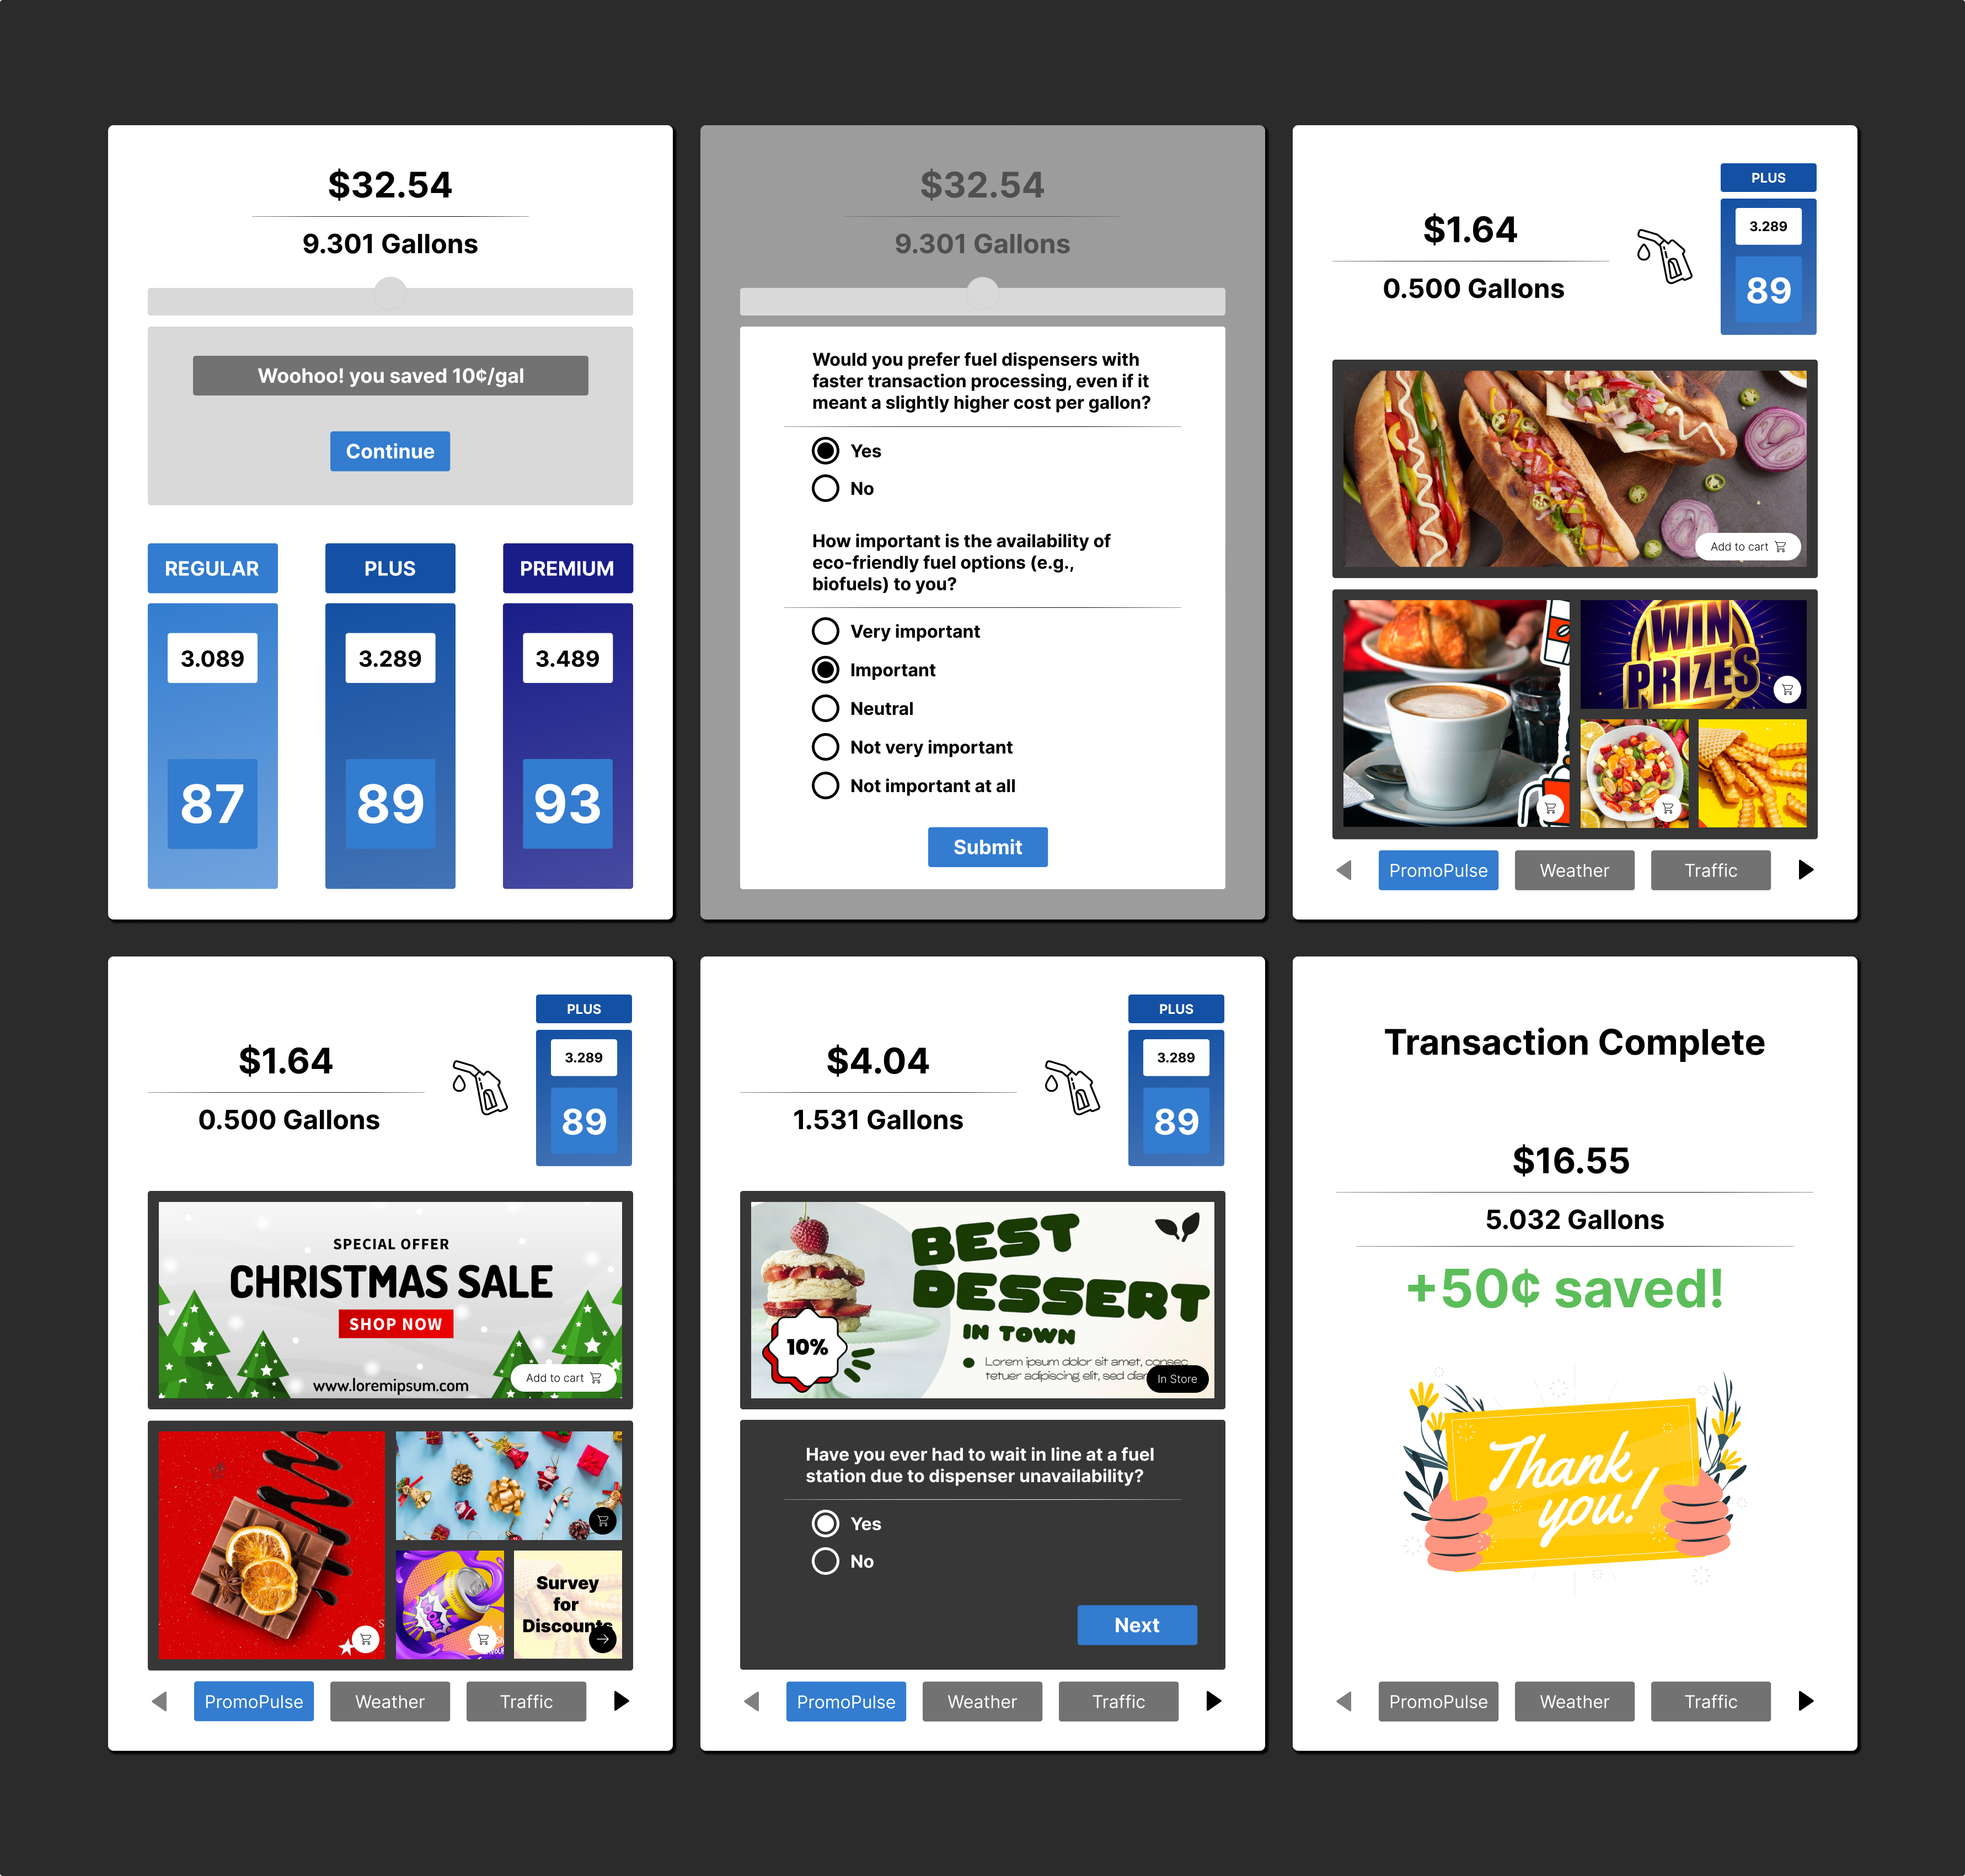 $32.54
9.301 Gallons
Woohoo! you saved 10¢/gal
Continue
REGULAR
PLUS
PREMIUM
3.089
3.289
3.489
87
89
93
$32.54
9.301 Gallons
Would you prefer fuel dispensers with
faster transaction processing, even if it
meant a slightly higher cost per gallon?
Yes
No
How important is the availability of
eco-friendly fuel options (e.g.,
biofuels) to you?
Very important
Important
Neutral
Not very important
Not important at all
Submit
PLUS
$1.64
3.289
0.500 Gallons
89
Add to cart
WIN
PRIZES
PromoPulse
Weather
Traffic
PLUS
$1.64
3.289
0.500 Gallons
89
SPECIAL OFFER
CHRISTMAS SALE
SHOP NOW
www.loremipsum.com
Add to cart
Survey
for
Discounts
PromoPulse
Weather
Traffic
PLUS
$4.04
3.289
1.531 Gallons
89
BEST
DESSERT
IN TOWN
10%
Lorem ipsum dolor sit amet, consec
tetuer adipiscing elit, sed diam
In Store
Have you ever had to wait in line at a fuel
station due to dispenser unavailability?
Yes
No
Next
PromoPulse
Weather
Traffic
Transaction Complete
$16.55
5.032 Gallons
+50¢ saved!
Thank
you!
PromoPulse
Weather
Traffic